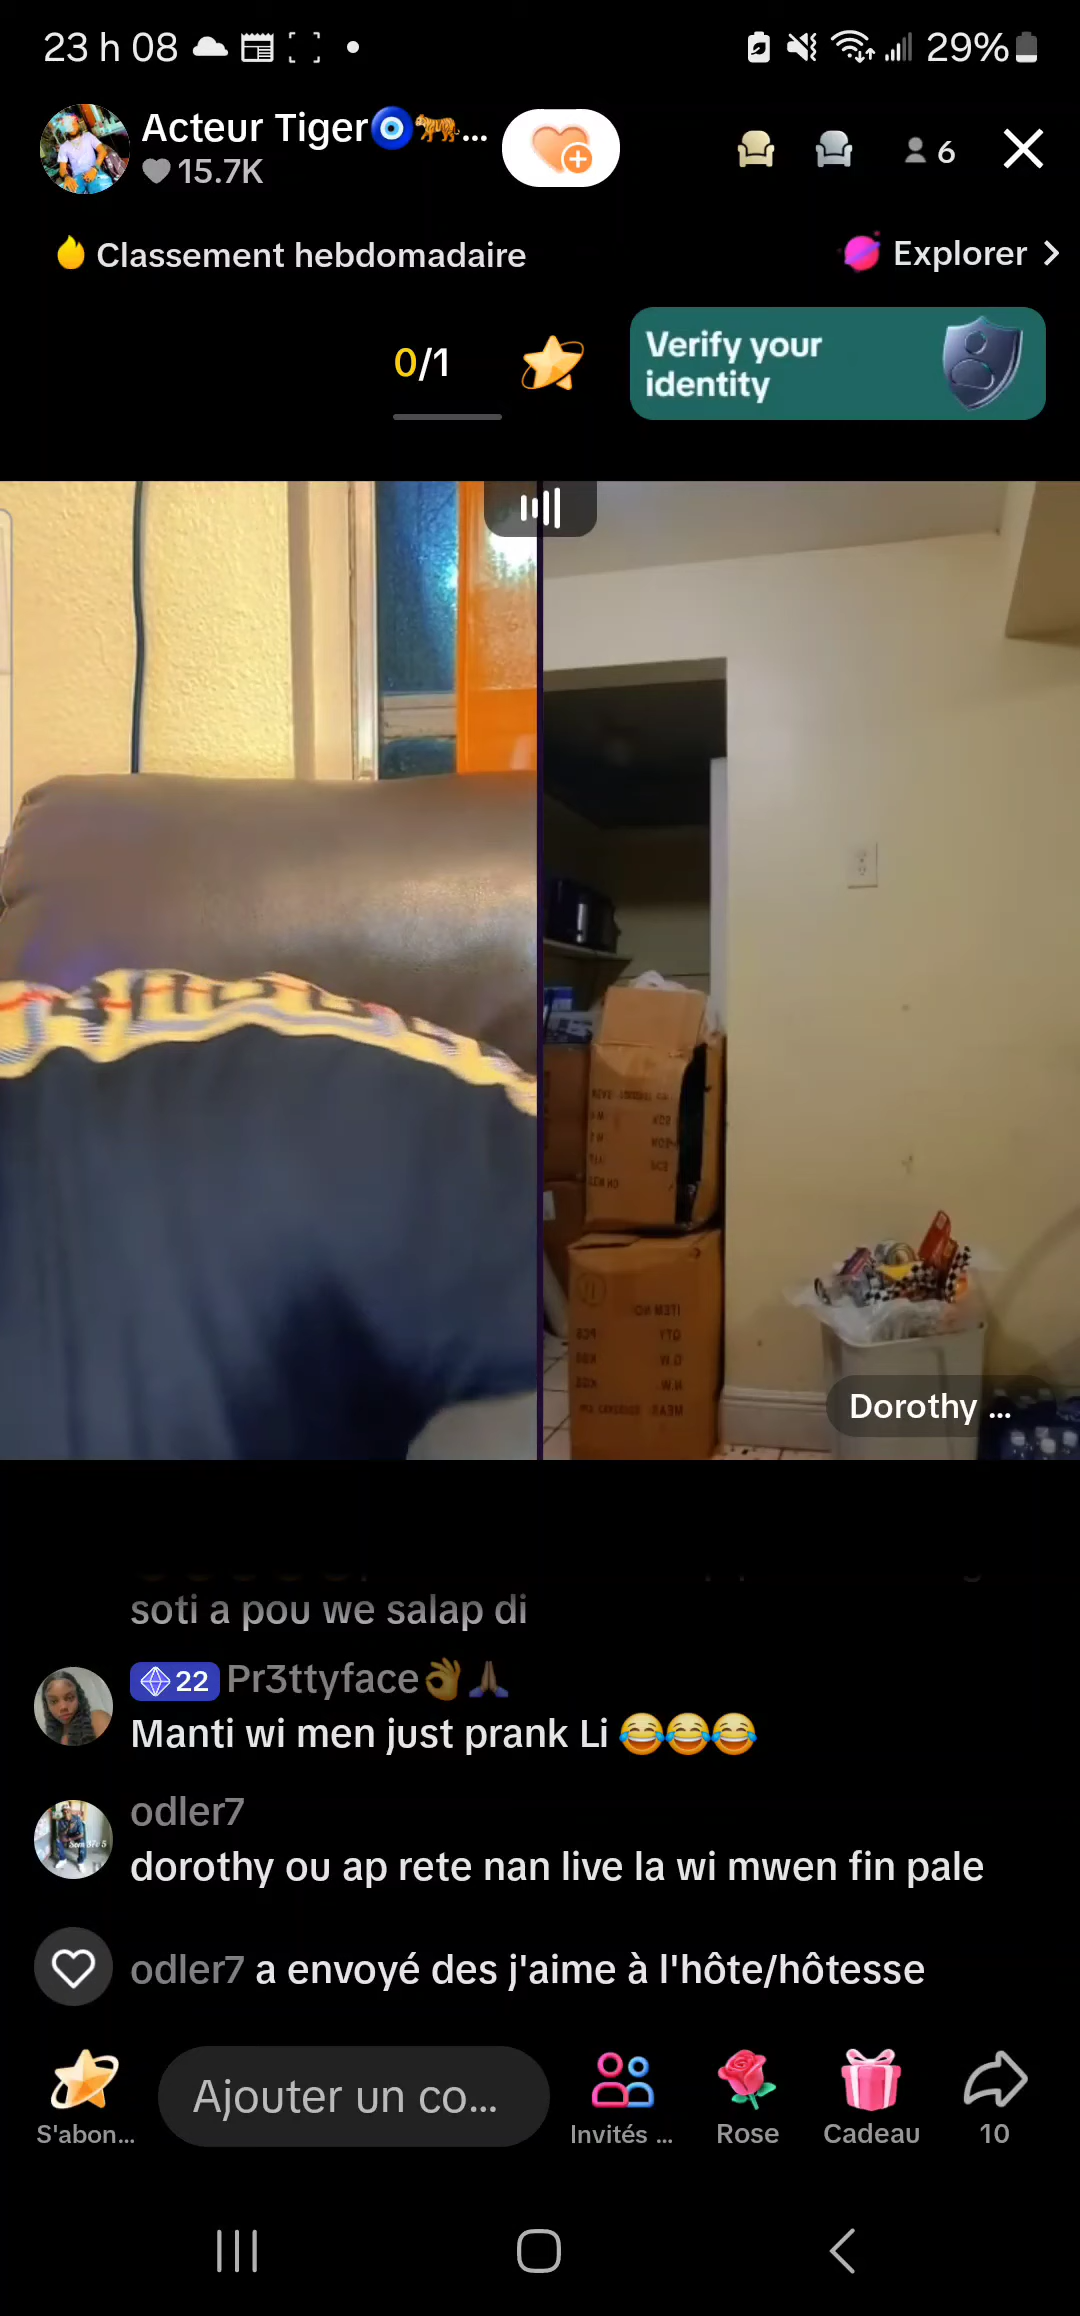 23 h 08
29%
Acteur Tiger🧿🐅...
15.7K
6
Classement hebdomadaire
Explorer
0/1
Verify your
identity
Dorothy ...
soti a pou we salap di
22 Pr3ttyface👌🙏
Manti wi men just prank Li 😂😂😂
odler7
dorothy ou ap rete nan live la wi mwen fin pale
odler7 a envoyé des j'aime à l'hôte/hôtesse
Ajouter un co...
S'abon...
Invités ...
Rose
Cadeau
10